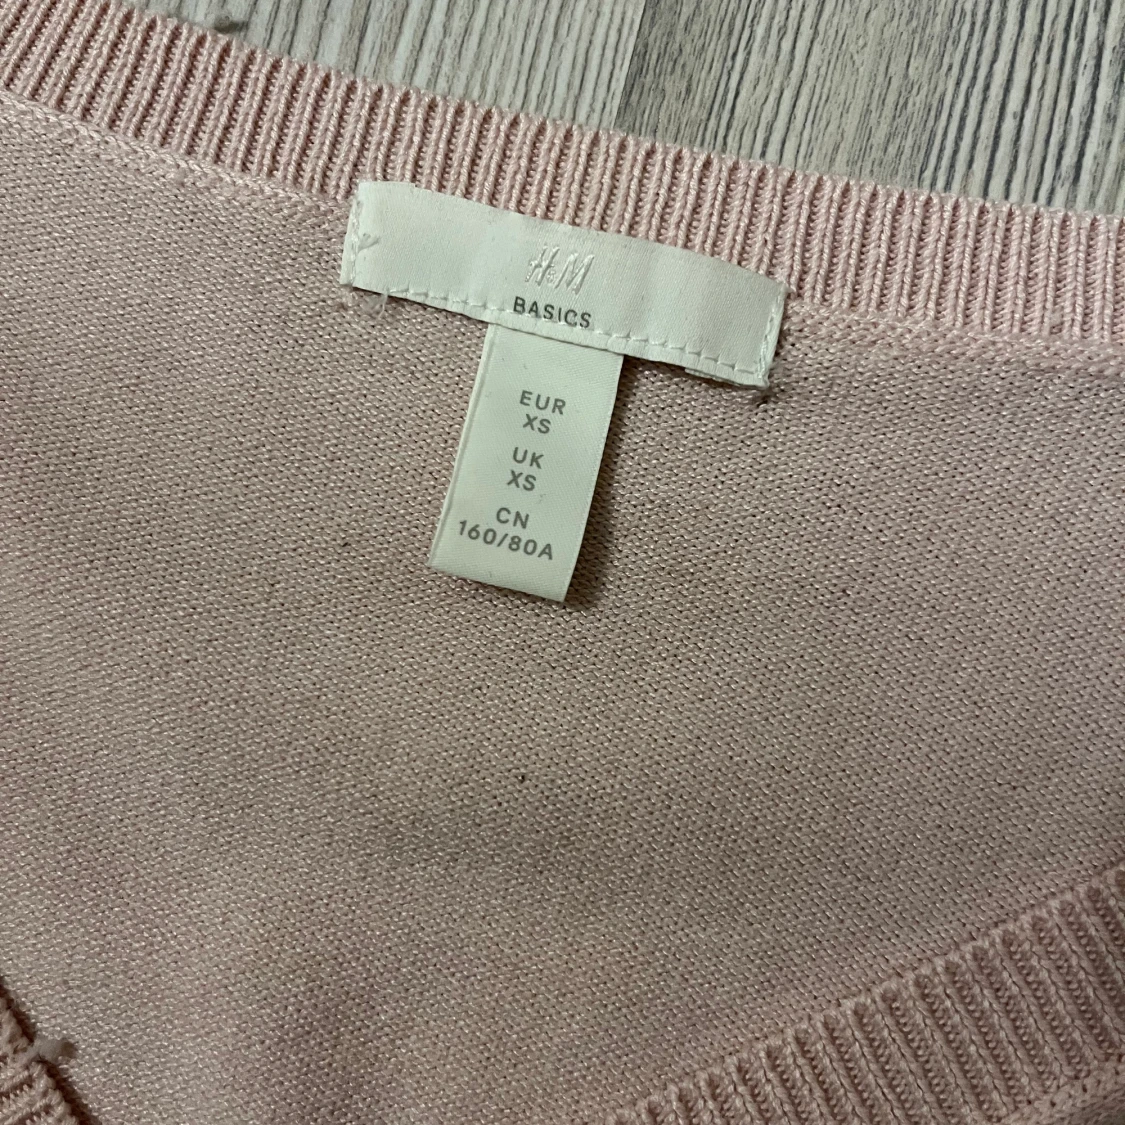 H&M
BASICS
EUR
XS
UK
XS
CN
160/80A